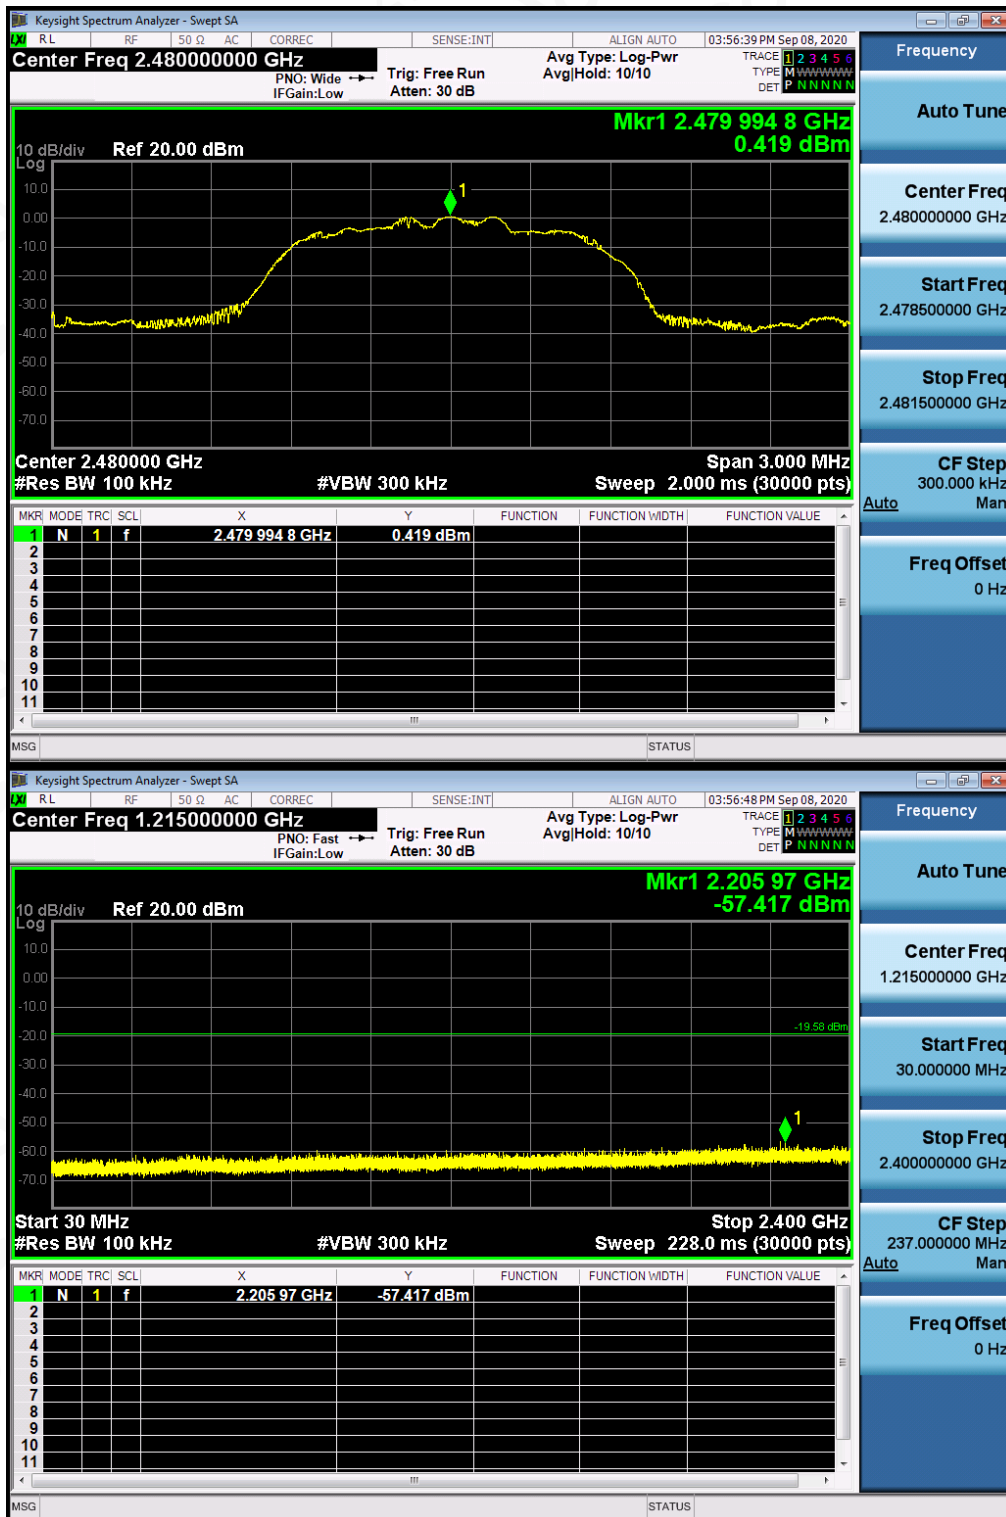 Keysight Spectrum Analyzer - Swept SA
LXI RL RF 50 Ω AC CORREC SENSE:INT ALIGN AUTO 03:56:39 PM Sep 08, 2020
Center Freq 2.480000000 GHz
PNO: Wide
IFGain:Low
Trig: Free Run
Atten: 30 dB
Avg Type: Log-Pwr
Avg|Hold: 10/10
TRACE 1 2 3 4 5 6
TYPE M WWWWW
DET P N N N N N
Mkr1 2.479 994 8 GHz
0.419 dBm
10 dB/div Ref 20.00 dBm
Log
1
10.0
0.00
-10.0
-20.0
-30.0
-40.0
-50.0
-60.0
-70.0
Center 2.480000 GHz Span 3.000 MHz
#Res BW 100 kHz #VBW 300 kHz Sweep 2.000 ms (30000 pts)
MKR MODE TRC SCL X Y FUNCTION FUNCTION WIDTH FUNCTION VALUE
1 N 1 f 2.479 994 8 GHz 0.419 dBm
2
3
4
5
6
7
8
9
10
11
MSG STATUS
Frequency
Auto Tune
Center Freq
2.480000000 GHz
Start Freq
2.478500000 GHz
Stop Freq
2.481500000 GHz
CF Step
300.000 kHz
Auto Man
Freq Offset
0 Hz
Keysight Spectrum Analyzer - Swept SA
LXI RL RF 50 Ω AC CORREC SENSE:INT ALIGN AUTO 03:56:48 PM Sep 08, 2020
Center Freq 1.215000000 GHz
PNO: Fast
IFGain:Low
Trig: Free Run
Atten: 30 dB
Avg Type: Log-Pwr
Avg|Hold: 10/10
TRACE 1 2 3 4 5 6
TYPE M WWWWW
DET P N N N N N
Mkr1 2.205 97 GHz
-57.417 dBm
10 dB/div Ref 20.00 dBm
Log
10.0
0.00
-10.0
-20.0
-30.0
-40.0
-50.0
-60.0
-70.0
-19.58 dBm
1
Start 30 MHz Stop 2.400 GHz
#Res BW 100 kHz #VBW 300 kHz Sweep 228.0 ms (30000 pts)
MKR MODE TRC SCL X Y FUNCTION FUNCTION WIDTH FUNCTION VALUE
1 N 1 f 2.205 97 GHz -57.417 dBm
2
3
4
5
6
7
8
9
10
11
MSG STATUS
Frequency
Auto Tune
Center Freq
1.215000000 GHz
Start Freq
30.000000 MHz
Stop Freq
2.400000000 GHz
CF Step
237.000000 MHz
Auto Man
Freq Offset
0 Hz